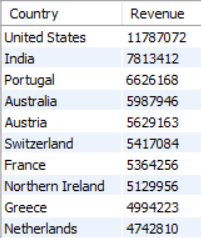 Country Revenue
United States 11787072
India 7813412
Portugal 6626168
Australia 5987946
Austria 5629163
Switzerland 5417084
France 5364256
Northern Ireland 5129956
Greece 4994223
Netherlands 4742810